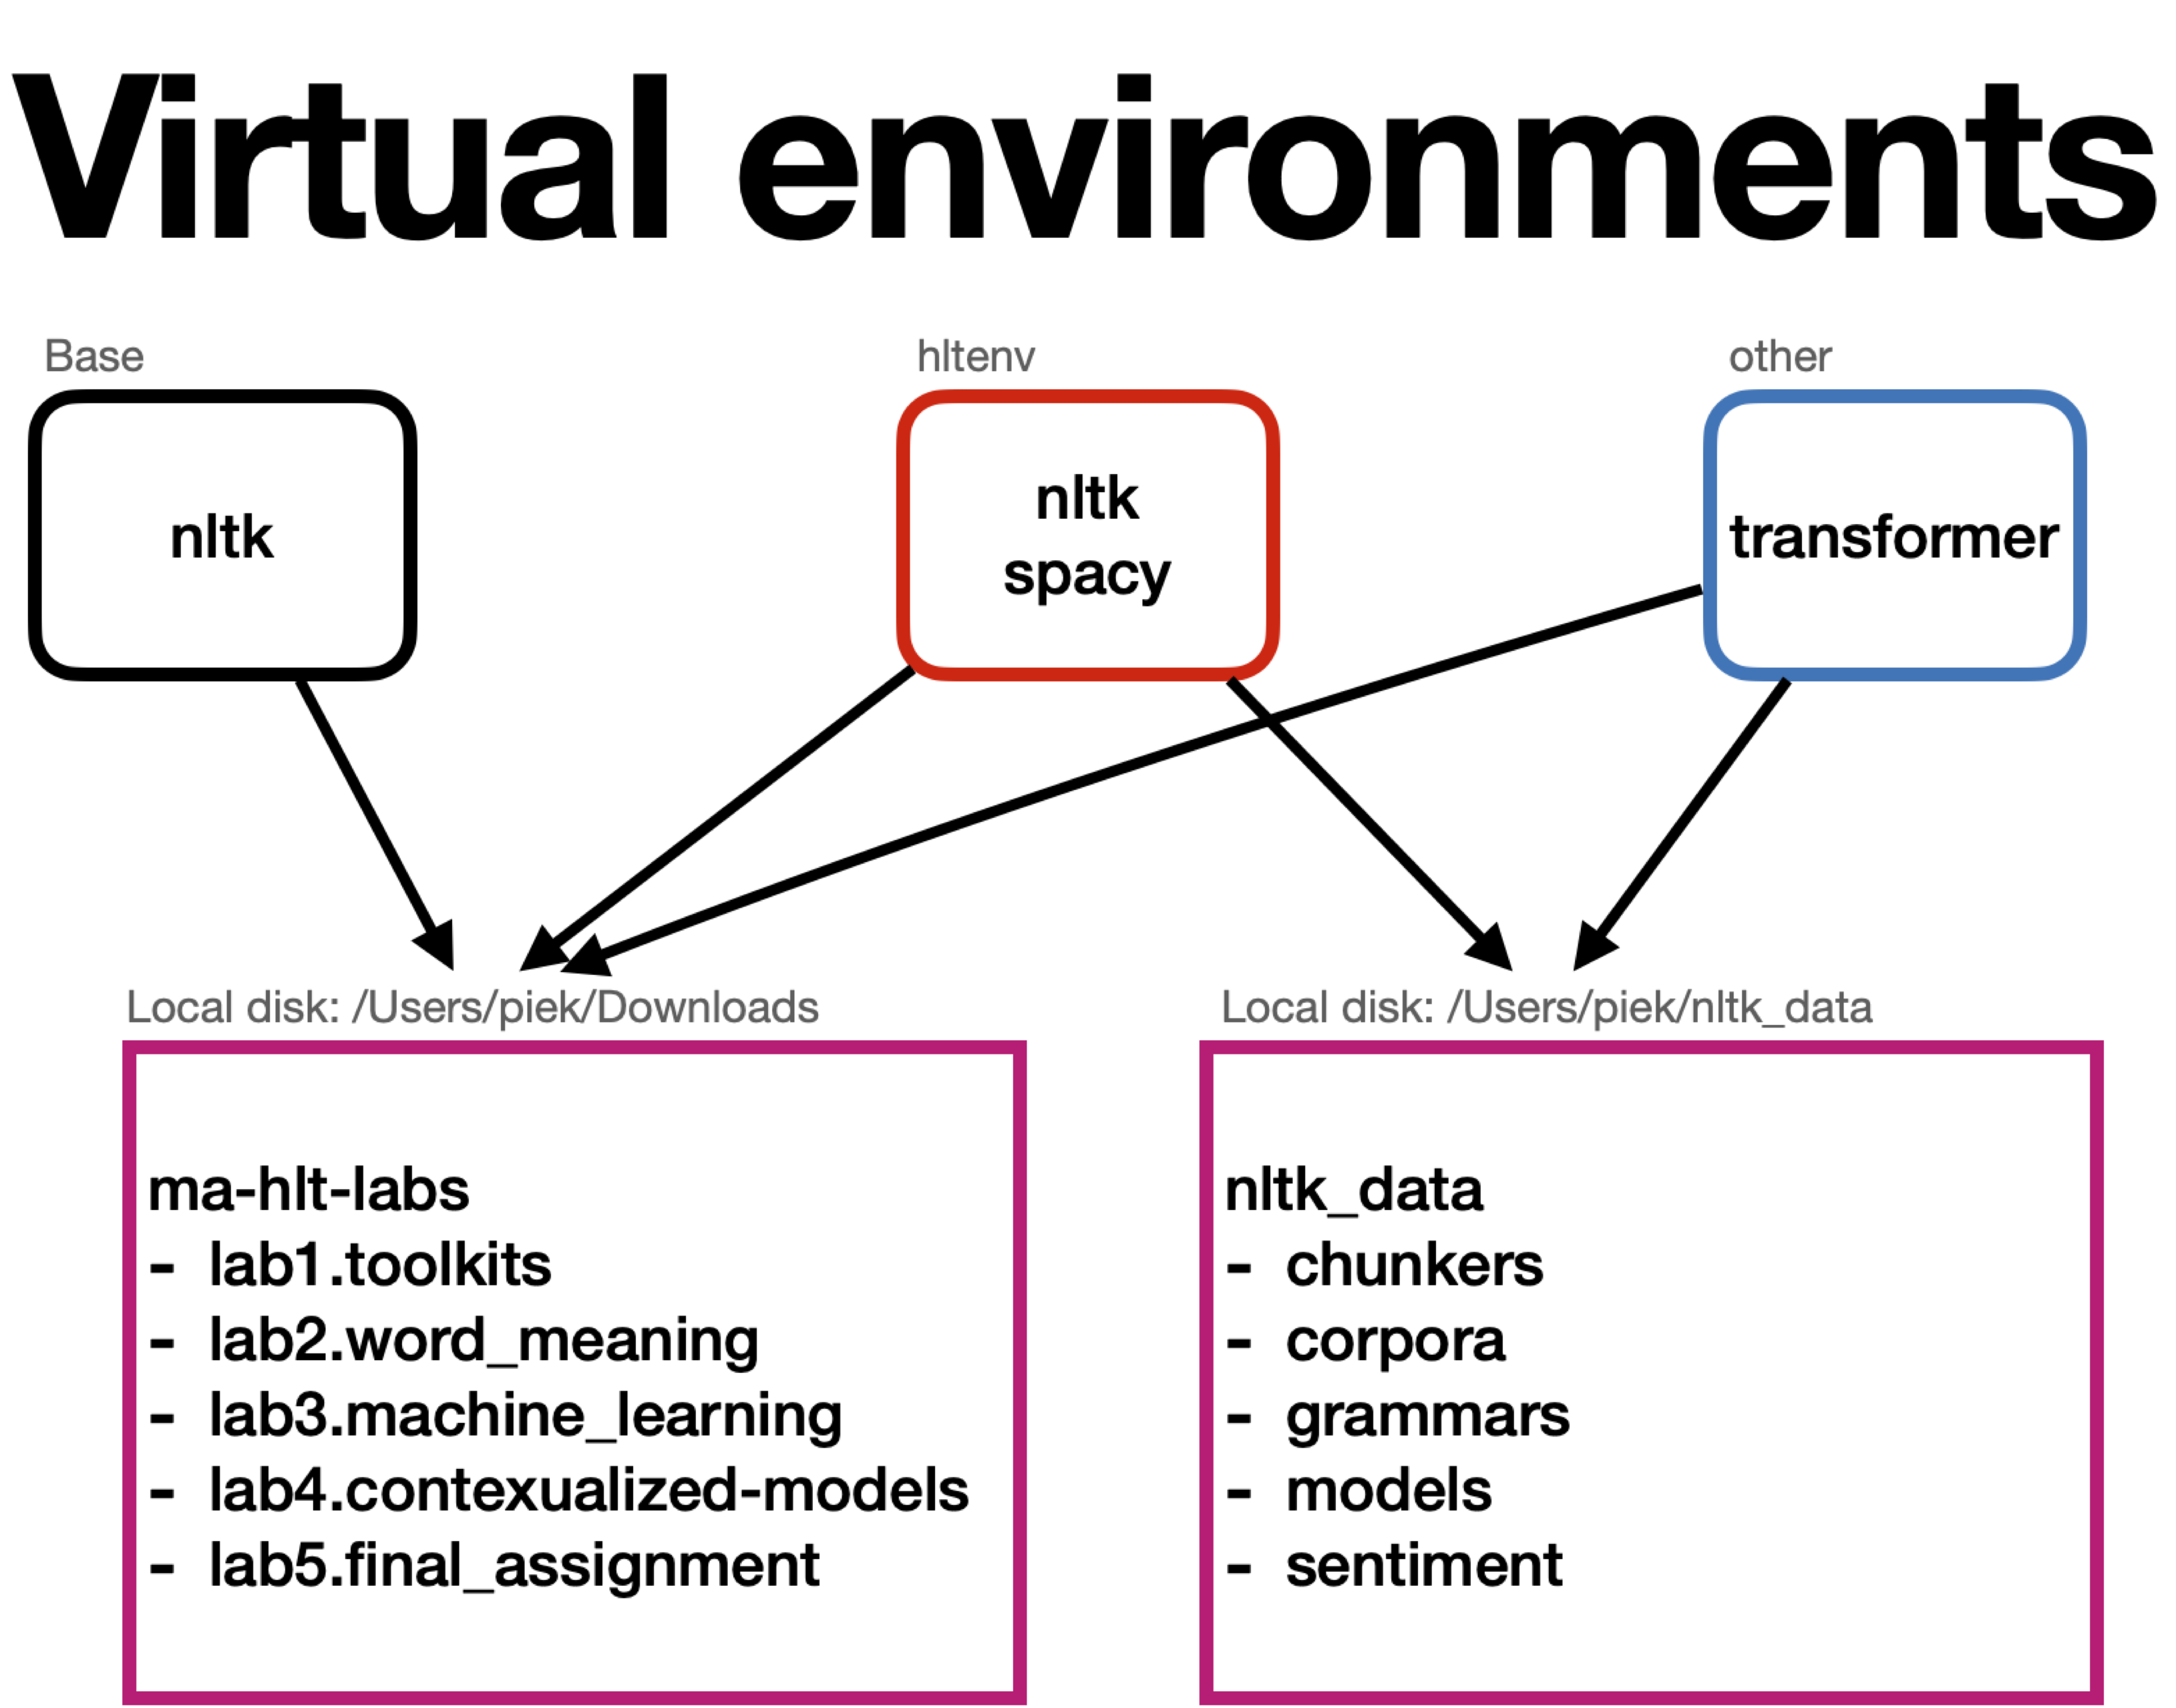 Virtual environments
Base
hltenv
other
nltk
nltk
spacy
transformer
Local disk: /Users/piek/Downloads
ma-hlt-labs
- lab1.toolkits
- lab2.word_meaning
- lab3.machine_learning
- lab4.contexualized-models
- lab5.final_assignment
Local disk: /Users/piek/nltk_data
nltk_data
- chunkers
- corpora
- grammars
- models
- sentiment